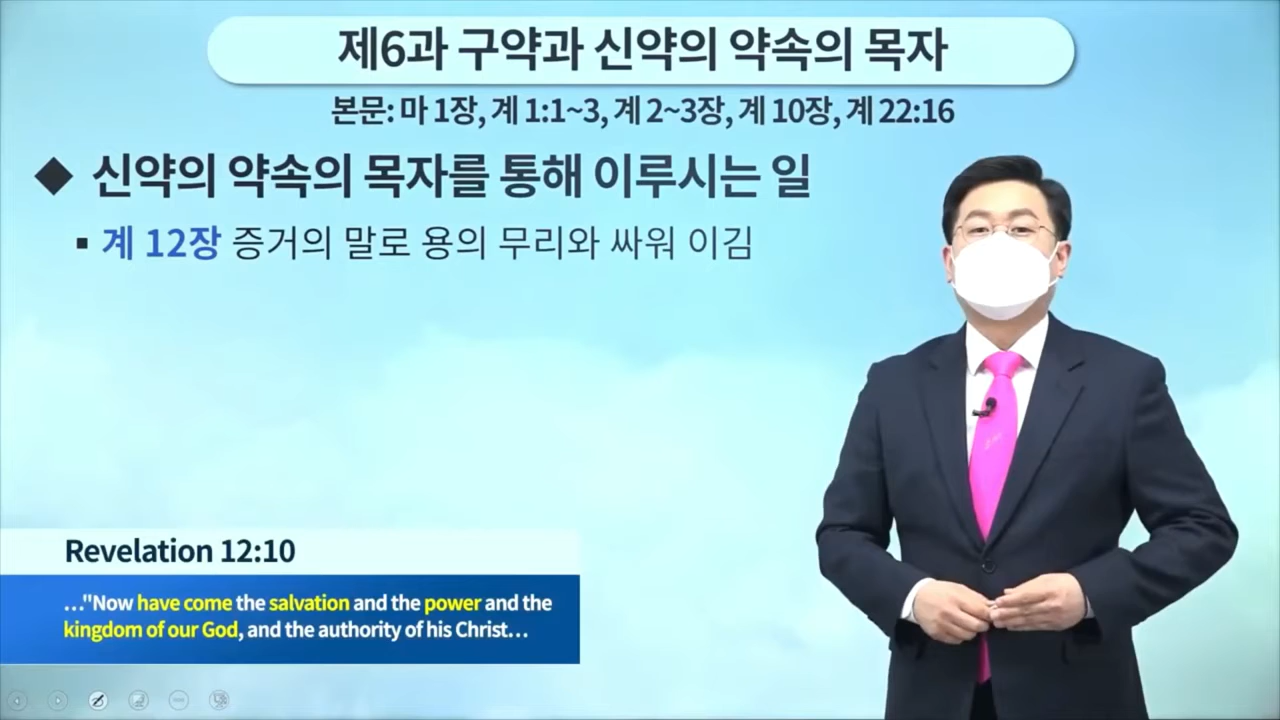 제6과 구약과 신약의 약속의 목자
본문: 마 1장, 계 1:1~3, 계 2~3장, 계 10장, 계 22:16
◆ 신약의 약속의 목자를 통해 이루시는 일
▪ 계 12장 증거의 말로 용의 무리와 싸워 이김
Revelation 12:10
…"Now have come the salvation and the power and the
kingdom of our God, and the authority of his Christ…